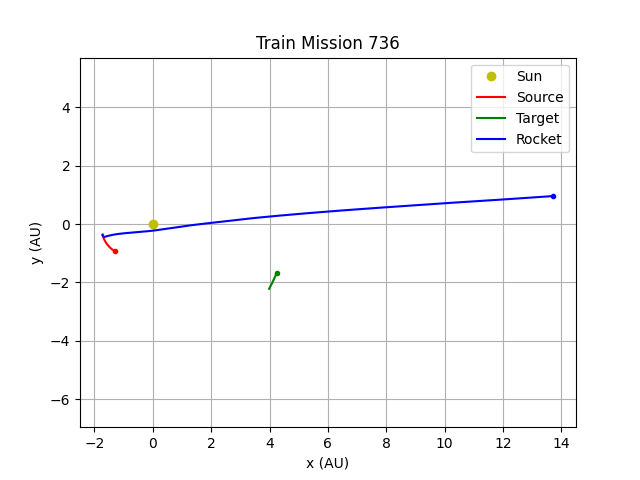 Train Mission 736
Sun
Source
Target
Rocket
4
2
0
−2
−4
−6
y (AU)
−2
0
2
4
6
8
10
12
14
x (AU)